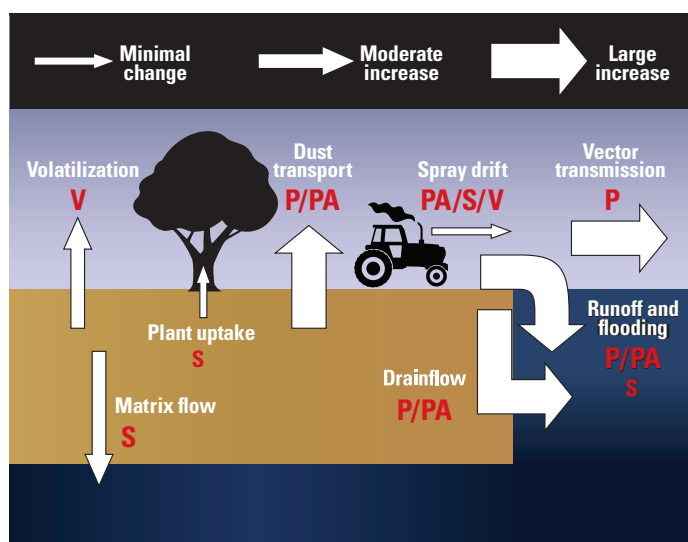 Minimal
change
Moderate
increase
Large
increase
Volatilization
V
Dust
transport
P/PA
Spray drift
PA/S/V
Vector
transmission
P
Plant uptake
S
Runoff and
flooding
P/PA
S
Matrix flow
S
Drainflow
P/PA